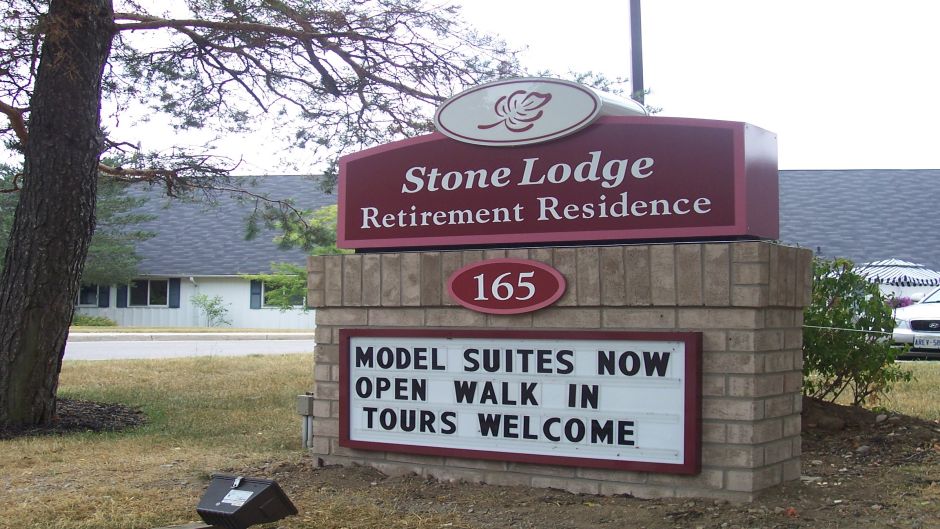 Stone Lodge
Retirement Residence
165
MODEL SUITES NOW
OPEN WALK IN
TOURS WELCOME